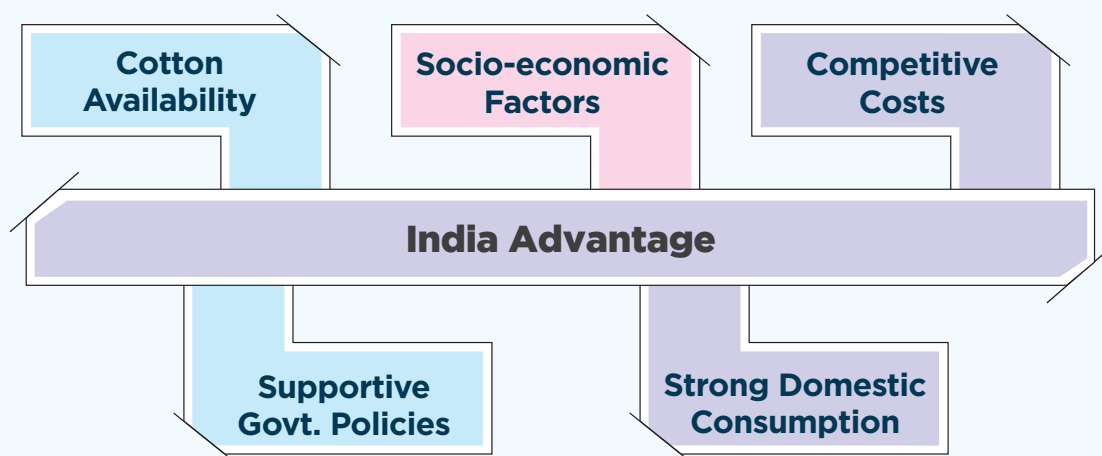 Cotton
Availability
Socio-economic
Factors
Competitive
Costs
India Advantage
Supportive
Govt. Policies
Strong Domestic
Consumption